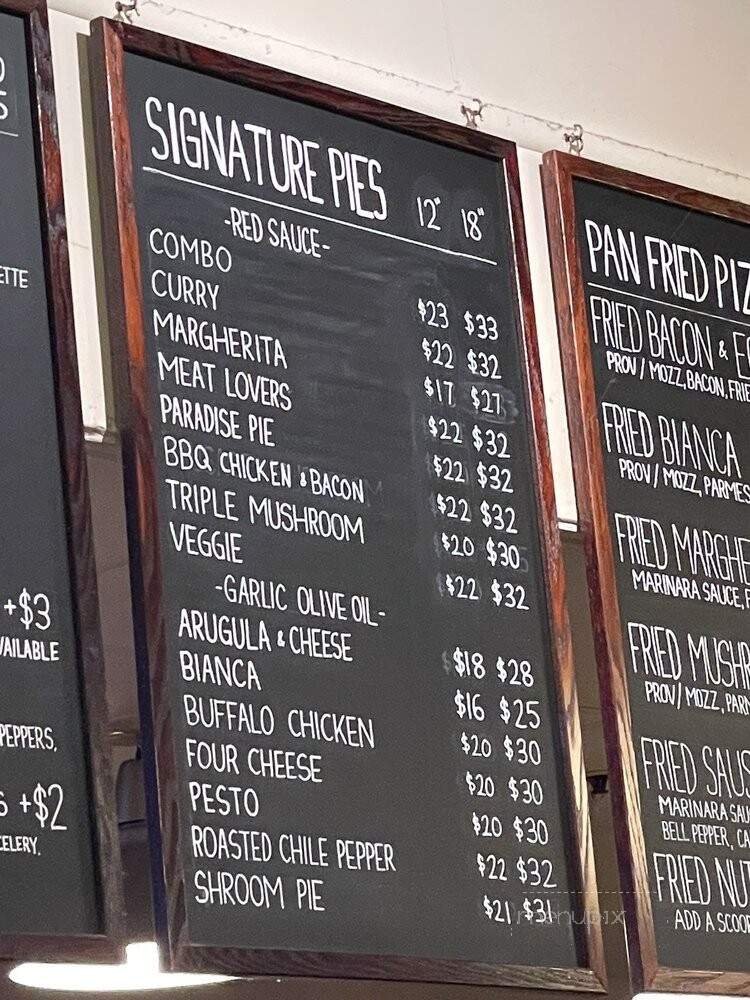 ETTE
+$3
VAILABLE
PEPPERS,
+$2
CELERY,
SIGNATURE PIES 12" 18"
-RED SAUCE-
COMBO $23 $33
CURRY $22 $32
MARGHERITA $17 $27
MEAT LOVERS $22 $32
PARADISE PIE $22 $32
BBQ CHICKEN & BACON $22 $32
TRIPLE MUSHROOM $20 $30
VEGGIE $22 $32
-GARLIC OLIVE OIL-
ARUGULA & CHEESE $18 $28
BIANCA $16 $25
BUFFALO CHICKEN $20 $30
FOUR CHEESE $20 $30
PESTO $20 $30
ROASTED CHILE PEPPER $22 $32
SHROOM PIE $21 $31
PAN FRIED PIZ
FRIED BACON & EG
PROV/MOZZ, BACON, FRIE
FRIED BIANCA
PROV/MOZZ, PARMES
FRIED MARGHE
MARINARA SAUCE, F
FRIED MUSHR
PROV/MOZZ, PARM
FRIED SAUS
MARINARA SAU
BELL PEPPER, CA
FRIED NUT
ADD A SCOOP
menupix